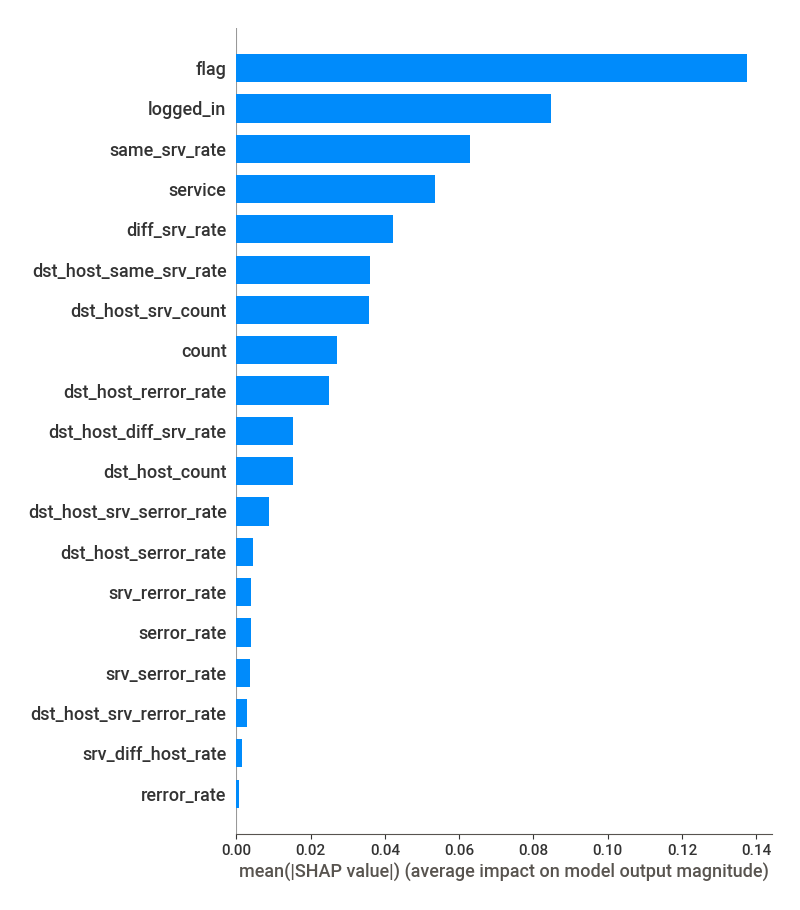 flag
logged_in
same_srv_rate
service
diff_srv_rate
dst_host_same_srv_rate
dst_host_srv_count
count
dst_host_rerror_rate
dst_host_diff_srv_rate
dst_host_count
dst_host_srv_serror_rate
dst_host_serror_rate
srv_rerror_rate
serror_rate
srv_serror_rate
dst_host_srv_rerror_rate
srv_diff_host_rate
rerror_rate
0.00 0.02 0.04 0.06 0.08 0.10 0.12 0.14
mean(|SHAP value|) (average impact on model output magnitude)